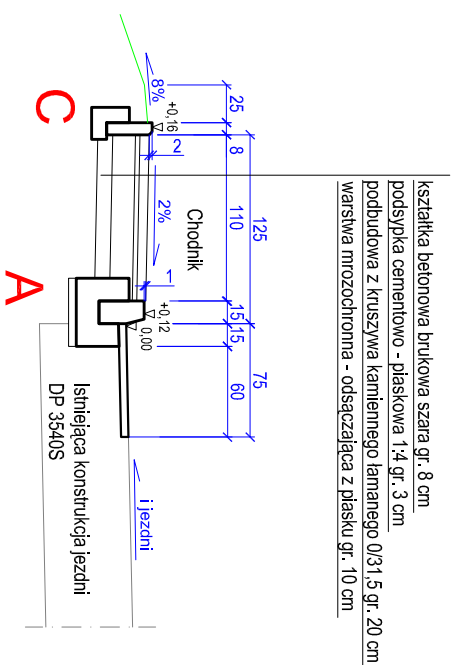 kształtka betonowa brukowa szara gr. 8 cm
podsypka cementowo - piaskowa 1:4 gr. 3 cm
podbudowa z kruszywa kamiennego łamanego 0/31,5 gr. 20 cm
warstwa mrozochronna - odsączająca z piasku gr. 10 cm
125
75
25
8
110
15
15
60
Chodnik
8%
+0,16
2
2%
1
+0,12
0,00
i jezdni
C
A
Istniejąca konstrukcja jezdni
DP 3540S